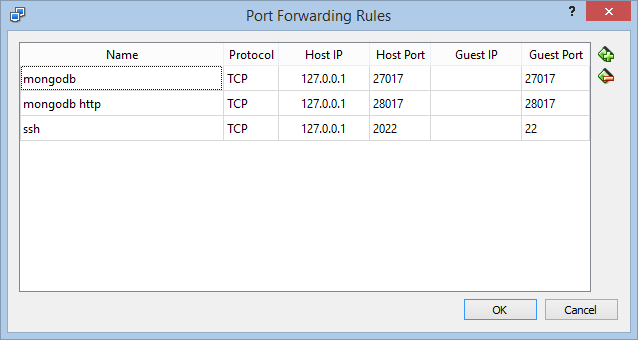 Port Forwarding Rules
? ×
Name Protocol Host IP Host Port Guest IP Guest Port
mongodb TCP 127.0.0.1 27017 27017
mongodb http TCP 127.0.0.1 28017 28017
ssh TCP 127.0.0.1 2022 22
OK Cancel